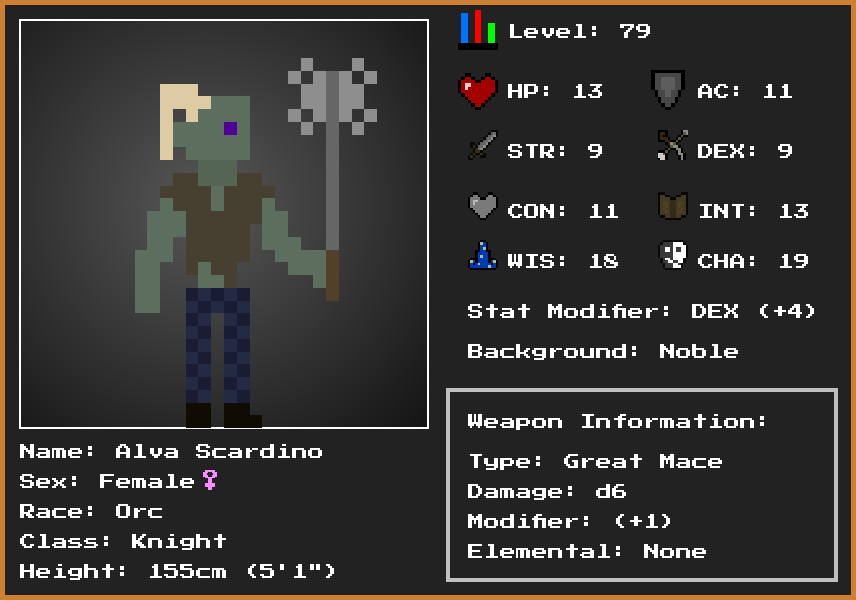 Level: 79
HP: 13
AC: 11
STR: 9
DEX: 9
CON: 11
INT: 13
WIS: 18
CHA: 19
Stat Modifier: DEX (+4)
Background: Noble
Weapon Information:
Type: Great Mace
Damage: d6
Modifier: (+1)
Elemental: None
Name: Alva Scardino
Sex: Female♀
Race: Orc
Class: Knight
Height: 155cm (5'1")